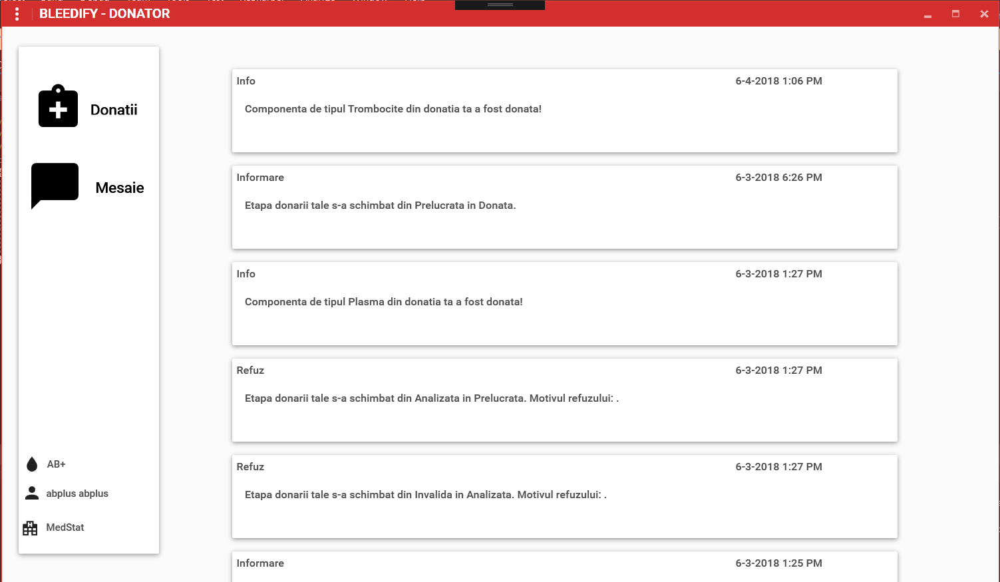 BLEEDIFY - DONATOR
Donatii
Mesaie
AB+
abplus abplus
MedStat
Info 6-4-2018 1:06 PM
Componenta de tipul Trombocite din donatia ta a fost donata!
Informare 6-3-2018 6:26 PM
Etapa donarii tale s-a schimbat din Prelucrata in Donata.
Info 6-3-2018 1:27 PM
Componenta de tipul Plasma din donatia ta a fost donata!
Refuz 6-3-2018 1:27 PM
Etapa donarii tale s-a schimbat din Analizata in Prelucrata. Motivul refuzului: .
Refuz 6-3-2018 1:27 PM
Etapa donarii tale s-a schimbat din Invalida in Analizata. Motivul refuzului: .
Informare 6-3-2018 1:25 PM